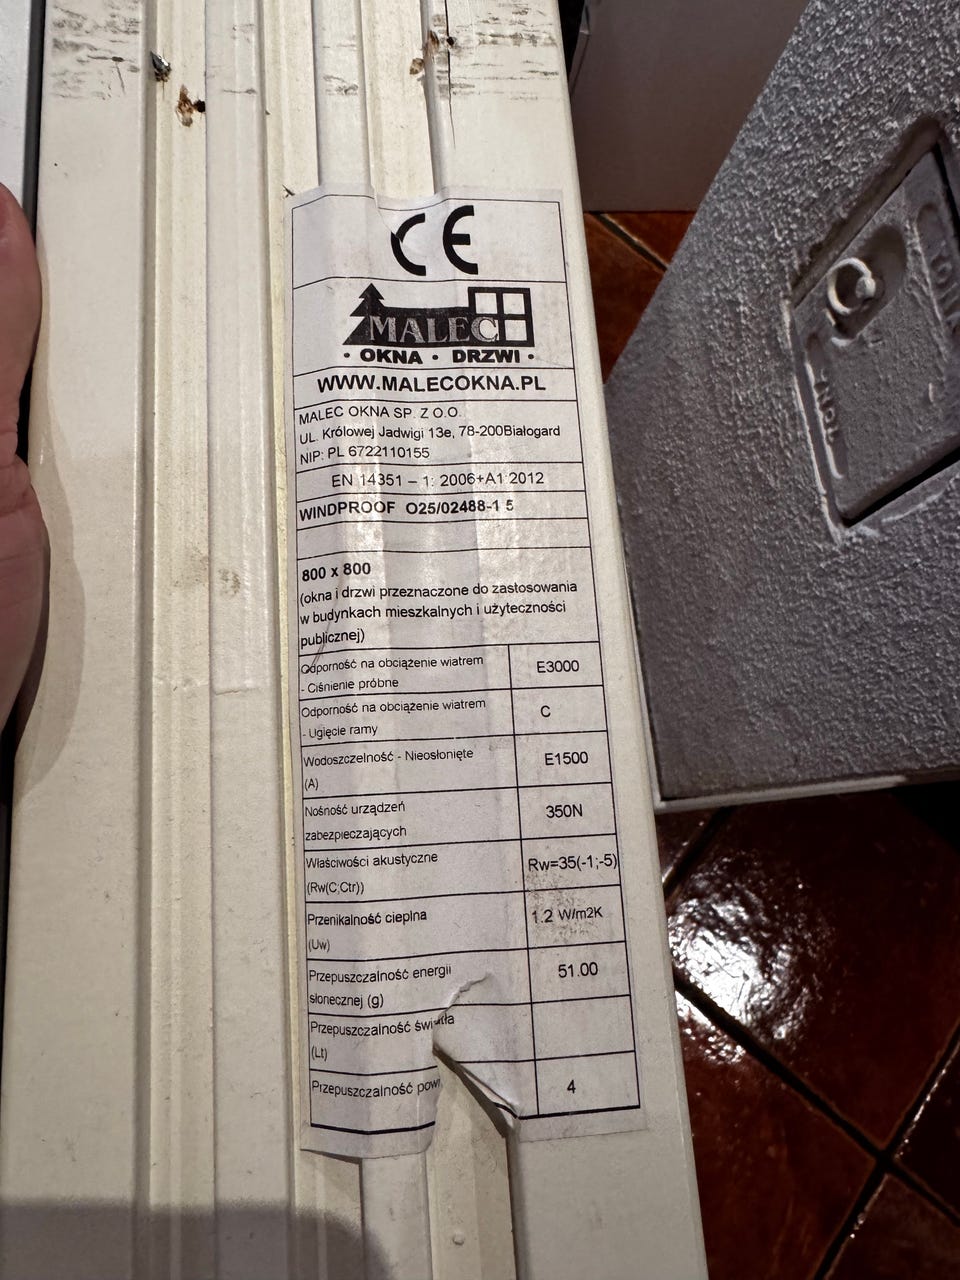 CE
MALEC
• OKNA • DRZWI •
WWW.MALECOKNA.PL
MALEC OKNA SP. Z O.O.
UL. Królowej Jadwigi 13e, 78-200Białogard
NIP: PL 6722110155
EN 14351 – 1: 2006+A1:2012
WINDPROOF O25/02488-1 5
800 x 800
(okna i drzwi przeznaczone do zastosowania
w budynkach mieszkalnych i użyteczności
publicznej)
Odporność na obciążenie wiatrem
- Ciśnienie próbne
E3000
Odporność na obciążenie wiatrem
- Ugięcie ramy
C
Wodoszczelność - Nieosłonięte
(A)
E1500
Nośność urządzeń
zabezpieczających
350N
Właściwości akustyczne
(Rw(C;Ctr))
Rw=35(-1;-5)
Przenikalność cieplna
(Uw)
1.2 W/m2K
Przepuszczalność energii
słonecznej (g)
51.00
Przepuszczalność światła
(Lt)
Przepuszczalność pow
4